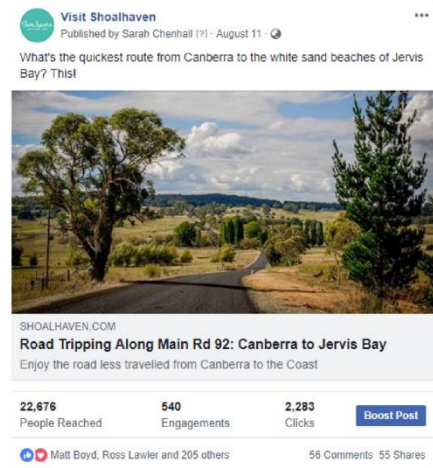 Visit Shoalhaven
Published by Sarah Chenhall [?] · August 11 ·
What's the quickest route from Canberra to the white sand beaches of Jervis
Bay? This!
SHOALHAVEN.COM
Road Tripping Along Main Rd 92: Canberra to Jervis Bay
Enjoy the road less travelled from Canberra to the Coast
22,676
People Reached
540
Engagements
2,283
Clicks
Boost Post
Matt Boyd, Ross Lawler and 205 others
56 Comments 55 Shares